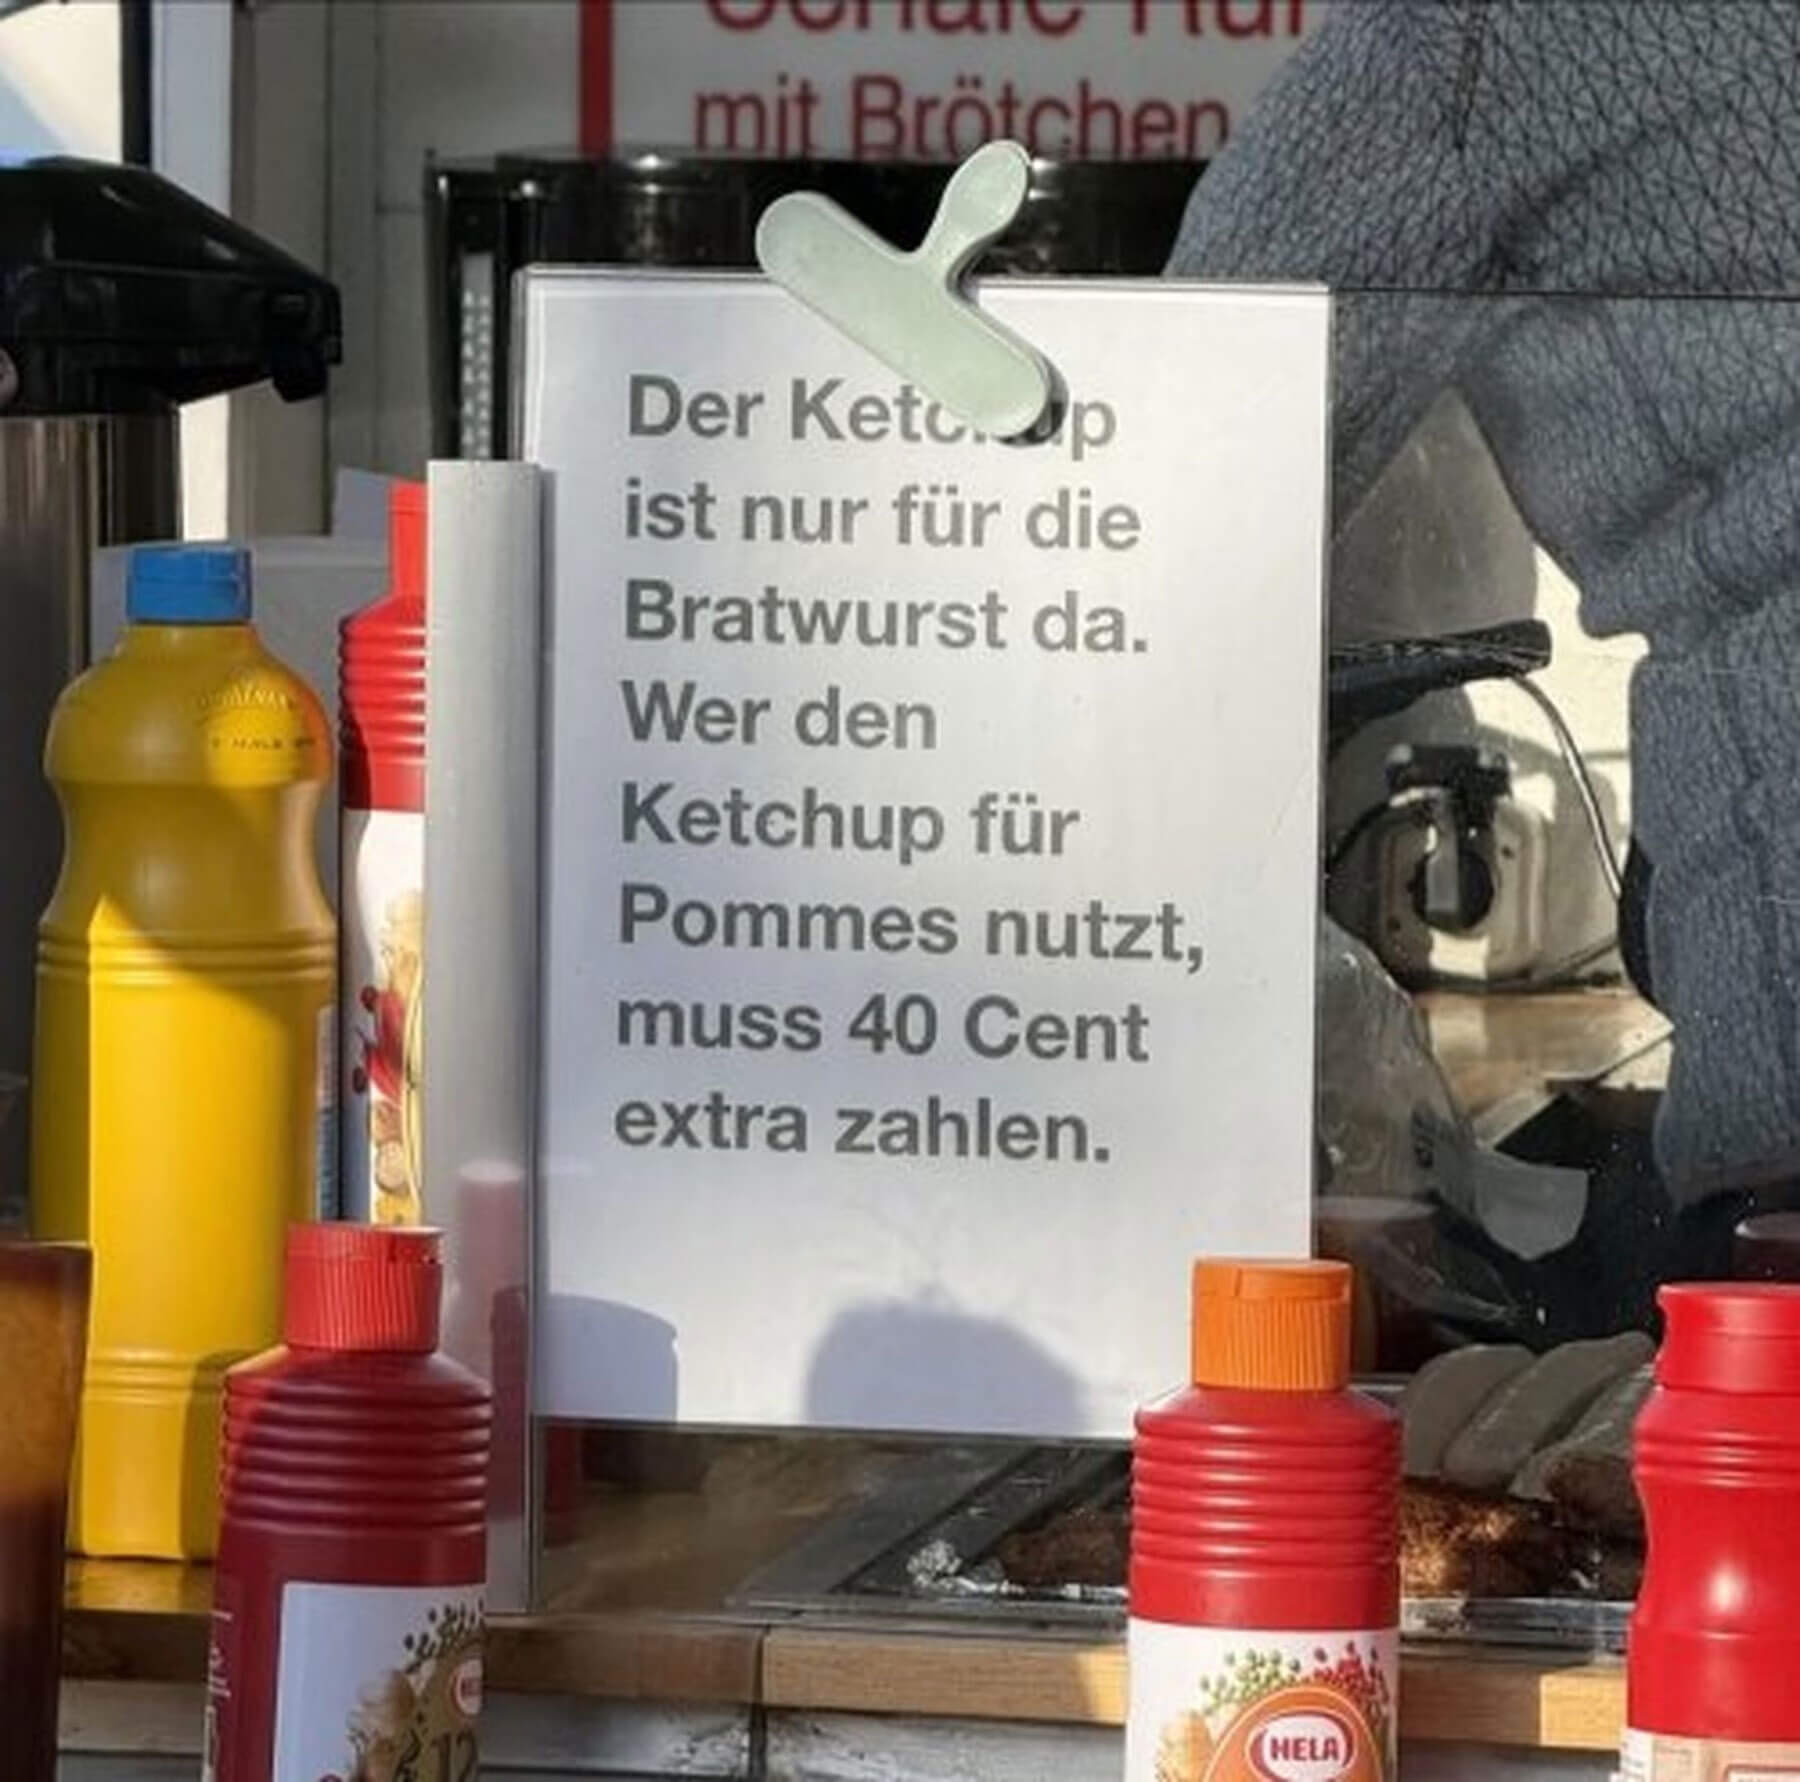 mit Brötchen
Der Ketchup
ist nur für die
Bratwurst da.
Wer den
Ketchup für
Pommes nutzt,
muss 40 Cent
extra zahlen.
HELA